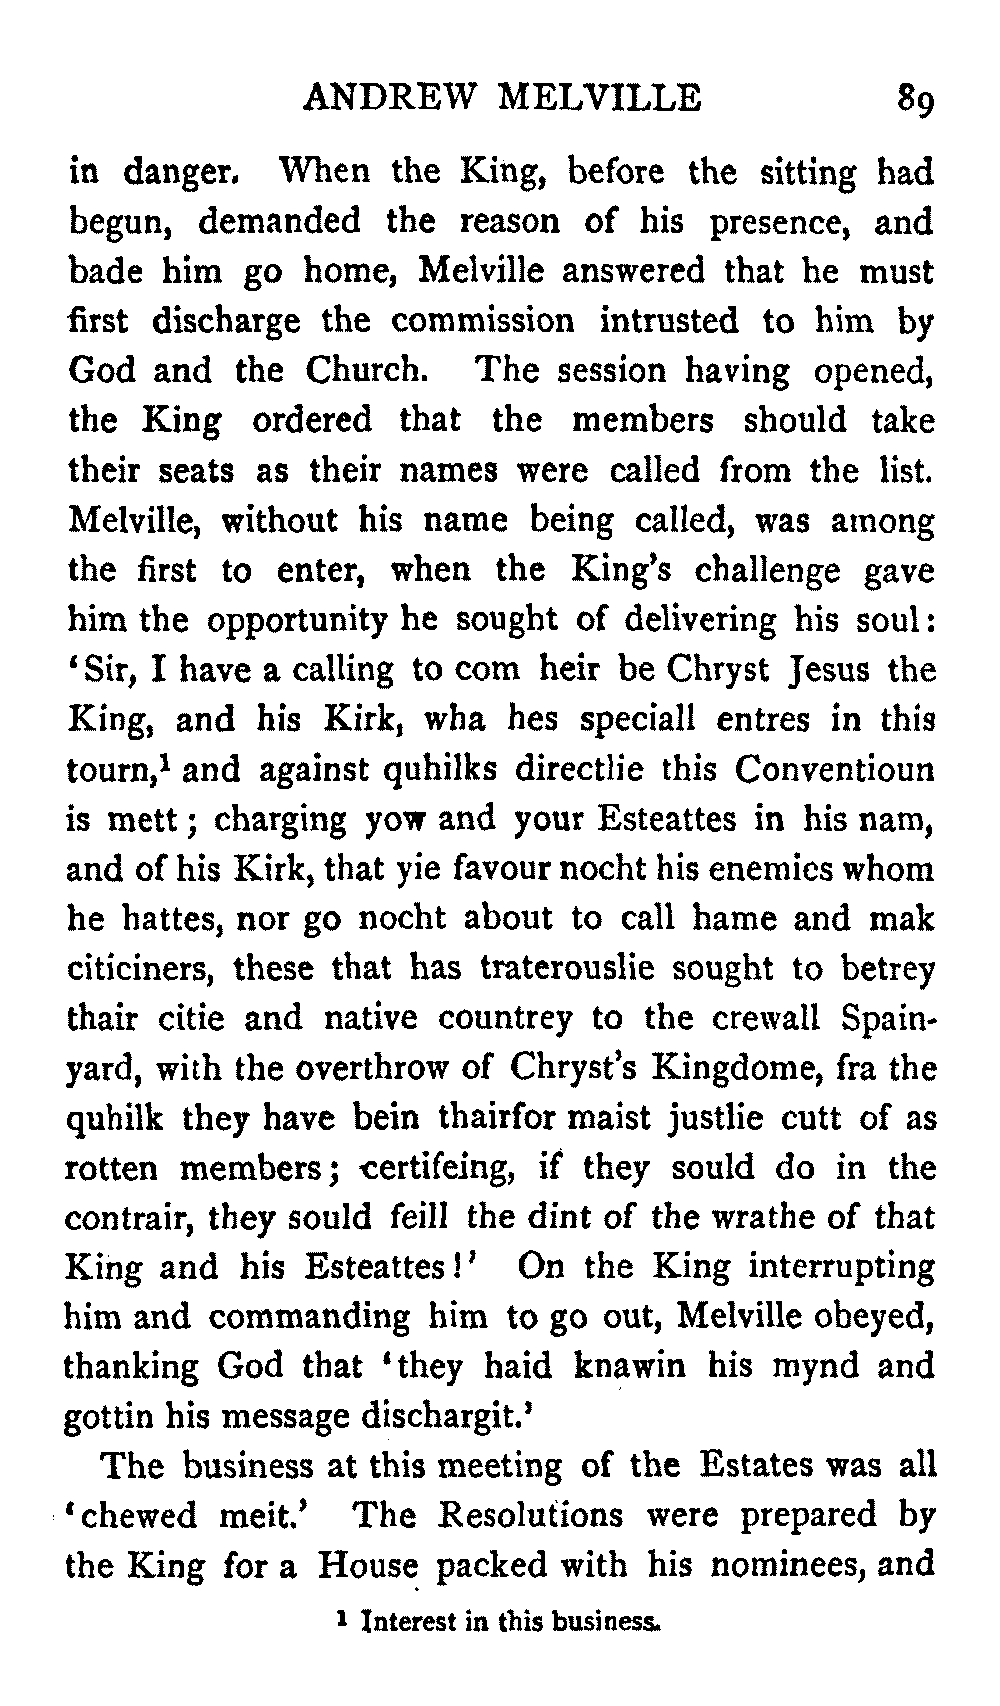 ANDREW MELVILLE 89
in danger. When the King, before the sitting had
begun, demanded the reason of his presence, and
bade him go home, Melville answered that he must
first discharge the commission intrusted to him by
God and the Church. The session having opened,
the King ordered that the members should take
their seats as their names were called from the list.
Melville, without his name being called, was among
the first to enter, when the King's challenge gave
him the opportunity he sought of delivering his soul:
‘Sir, I have a calling to com heir be Chryst Jesus the
King, and his Kirk, wha hes speciall entres in this
tourn,¹ and against quhilks directlie this Conventioun
is mett; charging yow and your Esteattes in his nam,
and of his Kirk, that yie favour nocht his enemies whom
he hattes, nor go nocht about to call hame and mak
citiciners, these that has traterouslie sought to betrey
thair citie and native countrey to the crewall Spain-
yard, with the overthrow of Chryst's Kingdome, fra the
quhilk they have bein thairfor maist justlie cutt of as
rotten members; certifeing, if they sould do in the
contrair, they sould feill the dint of the wrathe of that
King and his Esteattes!’ On the King interrupting
him and commanding him to go out, Melville obeyed,
thanking God that ‘they haid knawin his mynd and
gottin his message dischargit.’
The business at this meeting of the Estates was all
‘chewed meit.’ The Resolutions were prepared by
the King for a House packed with his nominees, and
¹ Interest in this business.